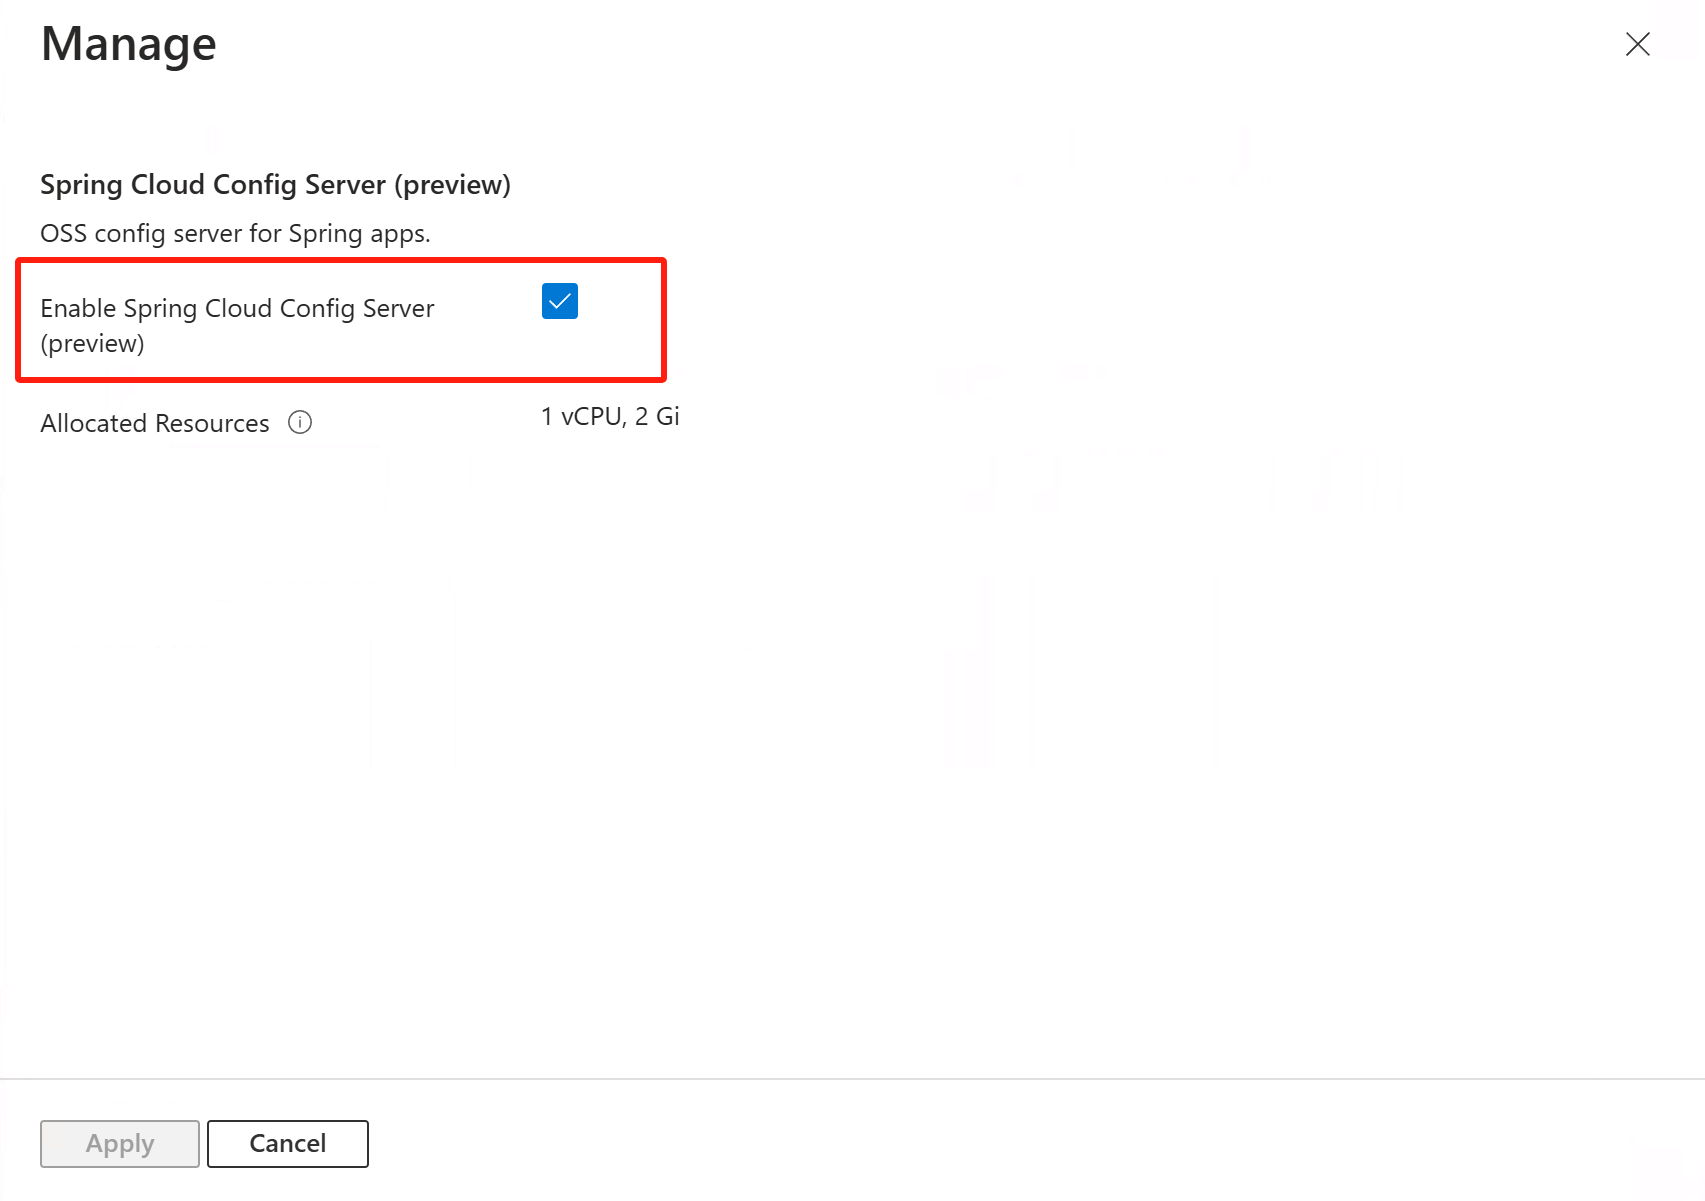 Manage
Spring Cloud Config Server (preview)
OSS config server for Spring apps.
Enable Spring Cloud Config Server
(preview)
Allocated Resources
1 vCPU, 2 Gi
Apply
Cancel